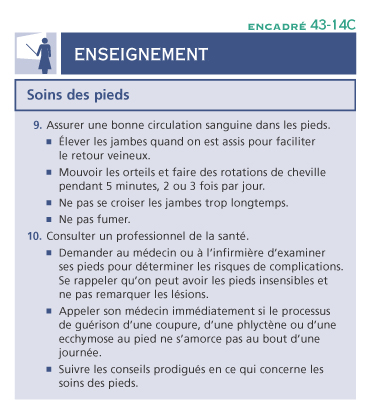 ENCADRÉ 43-14C
ENSEIGNEMENT
Soins des pieds
9. Assurer une bonne circulation sanguine dans les pieds.
■ Élever les jambes quand on est assis pour faciliter
le retour veineux.
■ Mouvoir les orteils et faire des rotations de cheville
pendant 5 minutes, 2 ou 3 fois par jour.
■ Ne pas se croiser les jambes trop longtemps.
■ Ne pas fumer.
10. Consulter un professionnel de la santé.
■ Demander au médecin ou à l'infirmière d'examiner
ses pieds pour déterminer les risques de complications.
Se rappeler qu'on peut avoir les pieds insensibles et
ne pas remarquer les lésions.
■ Appeler son médecin immédiatement si le processus
de guérison d'une coupure, d'une phlyctène ou d'une
ecchymose au pied ne s'amorce pas au bout d'une
journée.
■ Suivre les conseils prodigués en ce qui concerne les
soins des pieds.